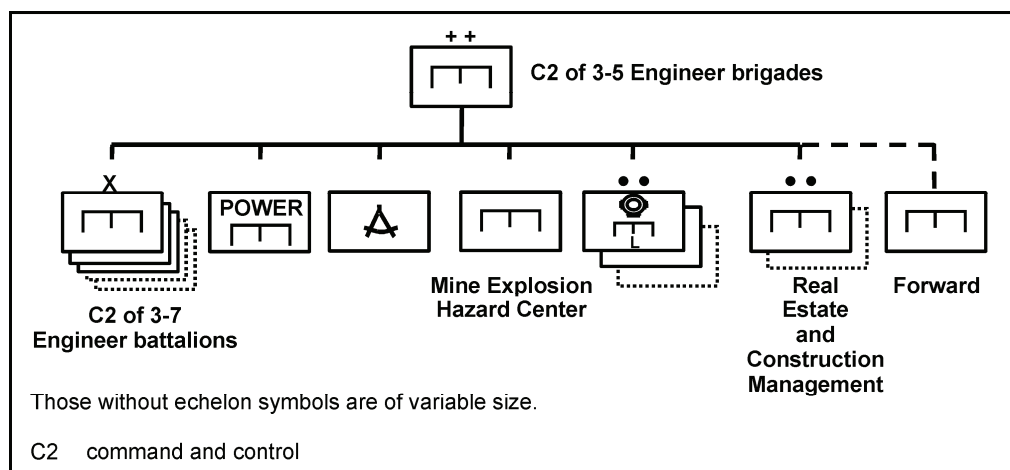 + +
C2 of 3-5 Engineer brigades
X
POWER
L
C2 of 3-7
Engineer battalions
Mine Explosion
Hazard Center
Real
Estate
and
Construction
Management
Forward
Those without echelon symbols are of variable size.
C2 command and control